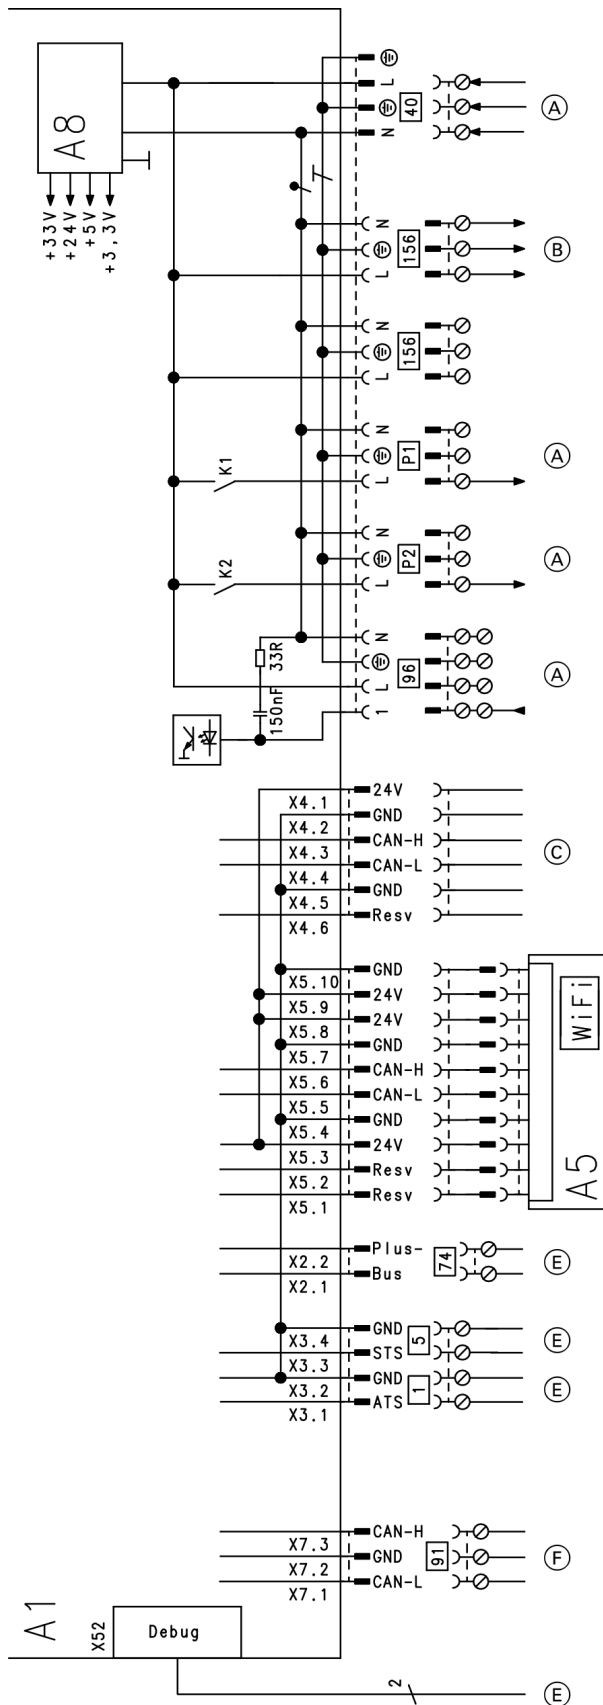 A8
+33V
+24V
+5V
+3,3V
L
40
N
A
N
156
L
B
N
156
L
K1
N
P1
L
A
K2
N
P2
L
A
33R
150nF
N
96
L
1
A
X4.1 24V
X4.2 GND
X4.3 CAN-H
X4.4 CAN-L
X4.5 GND
X4.6 Resv
C
X5.10 GND
X5.9 24V
X5.8 24V
X5.7 GND
X5.6 CAN-H
X5.5 CAN-L
X5.4 GND
X5.3 24V
X5.2 Resv
X5.1 Resv
WiFi
A5
X2.2 Plus-
X2.1 Bus
74
E
X3.4 GND
X3.3 STS
5
E
X3.2 GND
X3.1 ATS
1
E
X7.3 CAN-H
X7.2 GND
X7.1 CAN-L
91
F
A1
X52
Debug
2
E